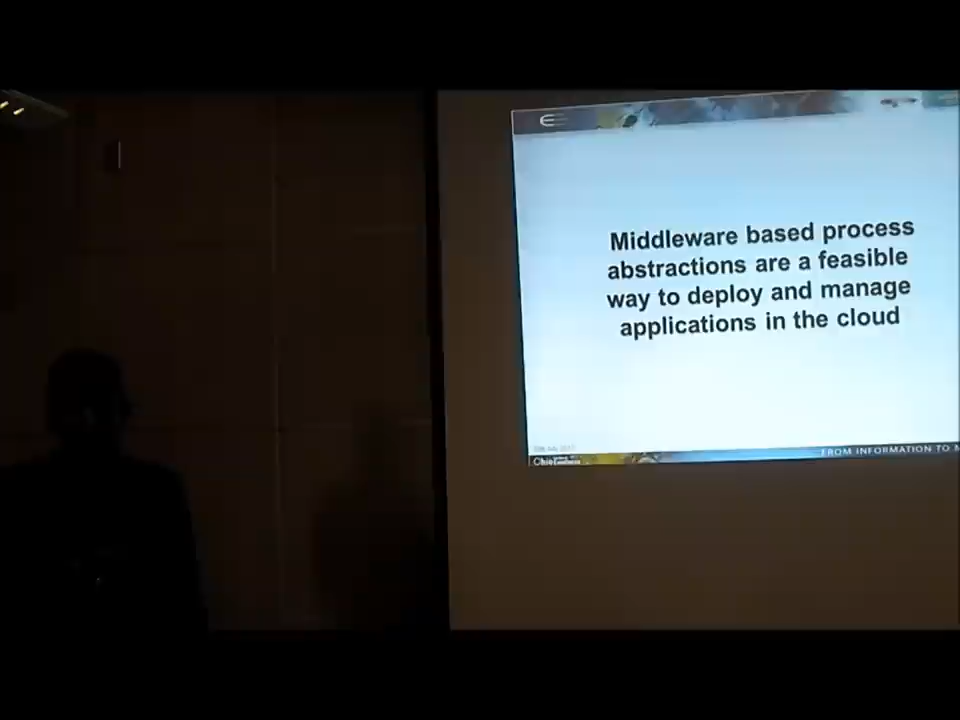 Middleware based process
abstractions are a feasible
way to deploy and manage
applications in the cloud
FROM INFORMATION TO